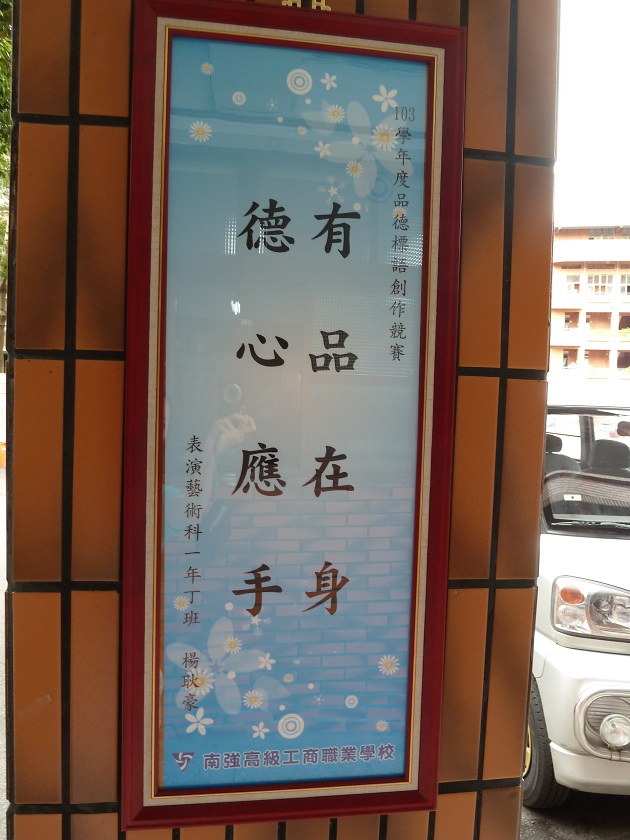 103學年度品德標語創作競賽
有品在身
德心應手
表演藝術科一年丁班 楊耿豪
南強高級工商職業學校